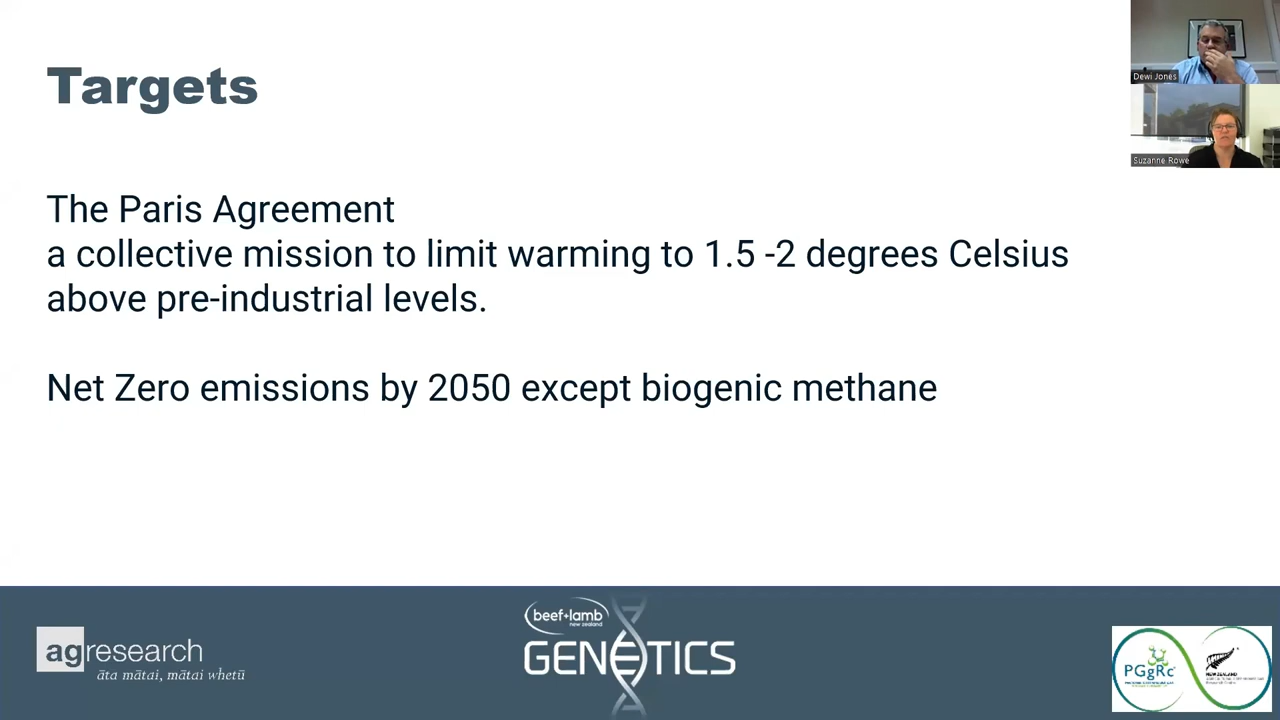 Targets
Dewi Jones
Suzanne Rowe
The Paris Agreement
a collective mission to limit warming to 1.5 -2 degrees Celsius
above pre-industrial levels.
Net Zero emissions by 2050 except biogenic methane
agresearch
āta mātai, mātai whetū
beef+lamb
new zealand
GENETICS
PGgRc
NEW ZEALAND